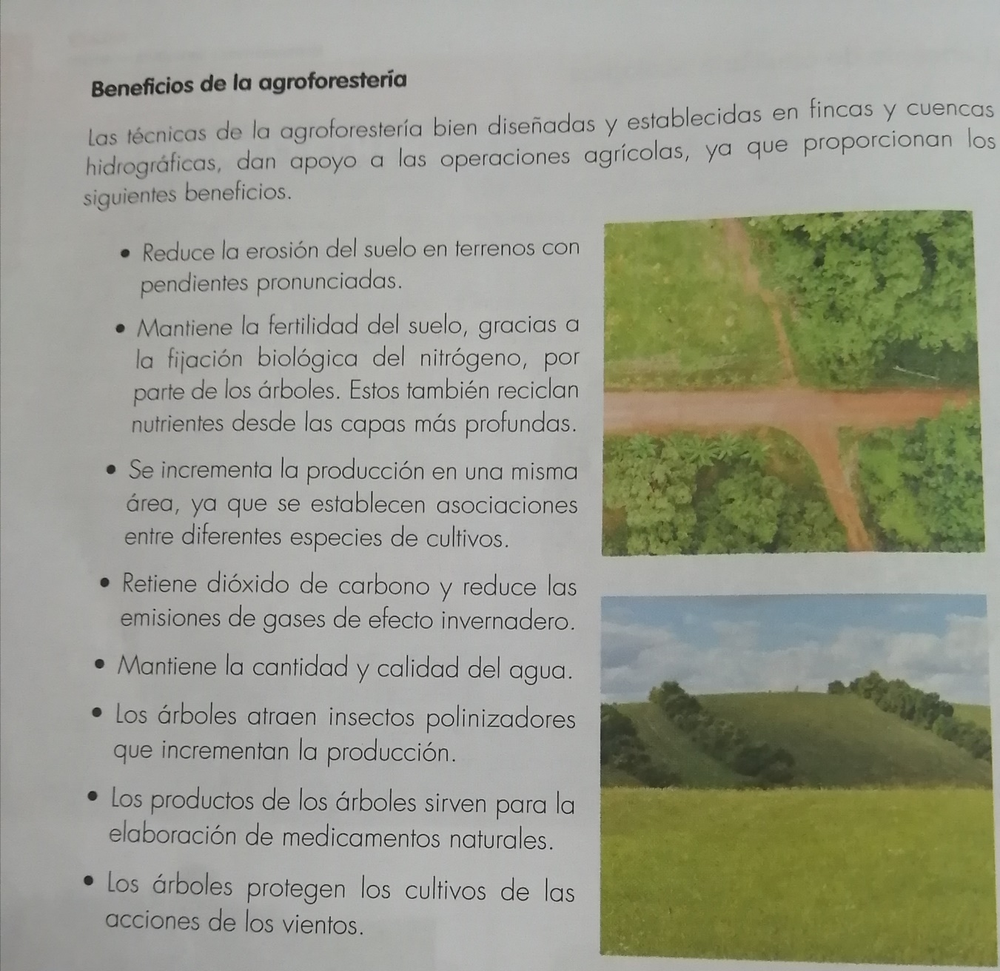 Beneficios de la agroforestería
Las técnicas de la agroforestería bien diseñadas y establecidas en fincas y cuencas
hidrográficas, dan apoyo a las operaciones agrícolas, ya que proporcionan los
siguientes beneficios.
• Reduce la erosión del suelo en terrenos con
pendientes pronunciadas.
• Mantiene la fertilidad del suelo, gracias a
la fijación biológica del nitrógeno, por
parte de los árboles. Estos también reciclan
nutrientes desde las capas más profundas.
• Se incrementa la producción en una misma
área, ya que se establecen asociaciones
entre diferentes especies de cultivos.
• Retiene dióxido de carbono y reduce las
emisiones de gases de efecto invernadero.
• Mantiene la cantidad y calidad del agua.
• Los árboles atraen insectos polinizadores
que incrementan la producción.
• Los productos de los árboles sirven para la
elaboración de medicamentos naturales.
• Los árboles protegen los cultivos de las
acciones de los vientos.